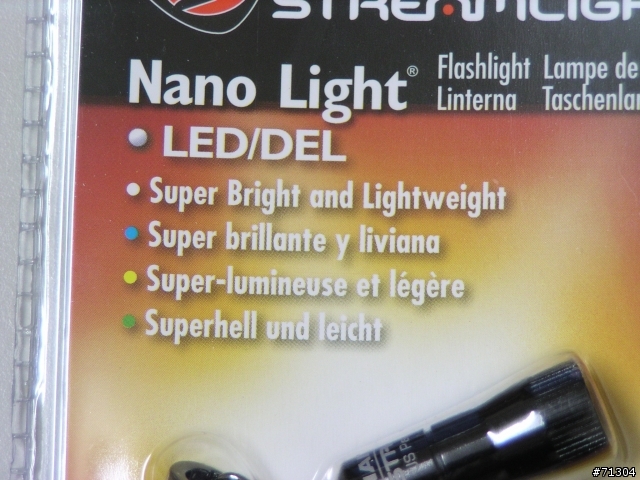 STREAMLIGH
Nano Light®
Flashlight Lampe de
Linterna Taschenla
LED/DEL
Super Bright and Lightweight
Super brillante y liviana
Super-lumineuse et légère
Superhell und leicht
#71304